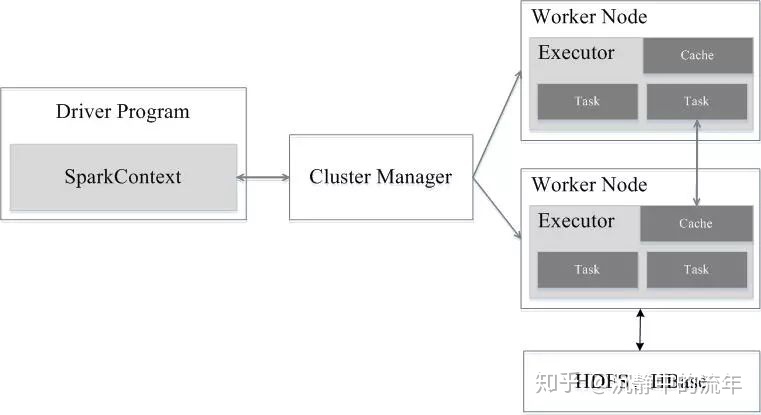 Driver Program
SparkContext
Cluster Manager
Worker Node
Executor
Cache
Task
Task
Worker Node
Executor
Cache
Task
Task
HDFS、HBase
知乎 @沉静中的流年